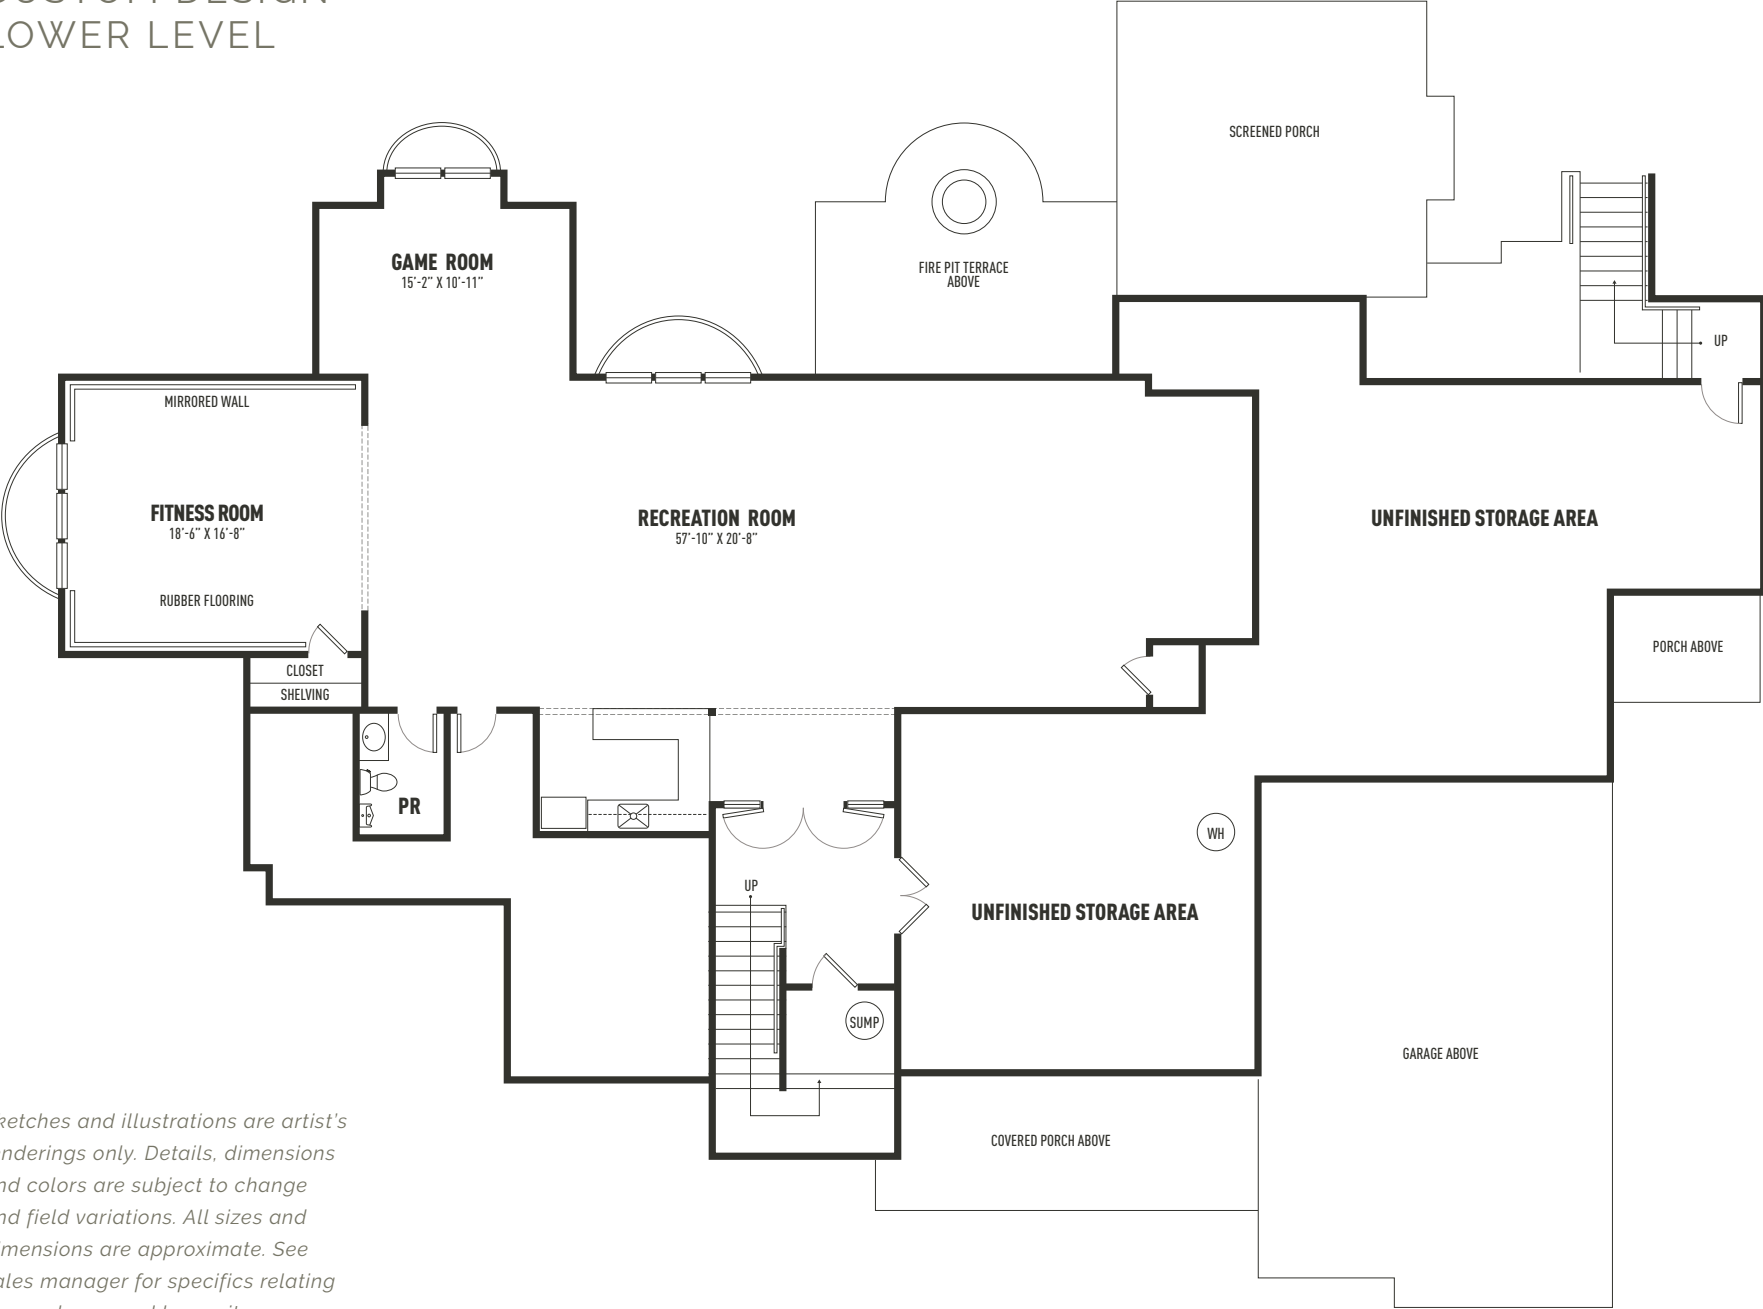 DESIGN
LOWER LEVEL
SCREENED PORCH
GAME ROOM
15'-2" X 10'-11"
FIRE PIT TERRACE
ABOVE
UP
MIRRORED WALL
FITNESS ROOM
18'-6" X 16'-8"
RECREATION ROOM
57'-10" X 20'-8"
UNFINISHED STORAGE AREA
RUBBER FLOORING
PORCH ABOVE
CLOSET
SHELVING
PR
WH
UP
UNFINISHED STORAGE AREA
SUMP
GARAGE ABOVE
COVERED PORCH ABOVE
ketches and illustrations are artist's
nderings only. Details, dimensions
nd colors are subject to change
nd field variations. All sizes and
mensions are approximate. See
ales manager for specifics relating